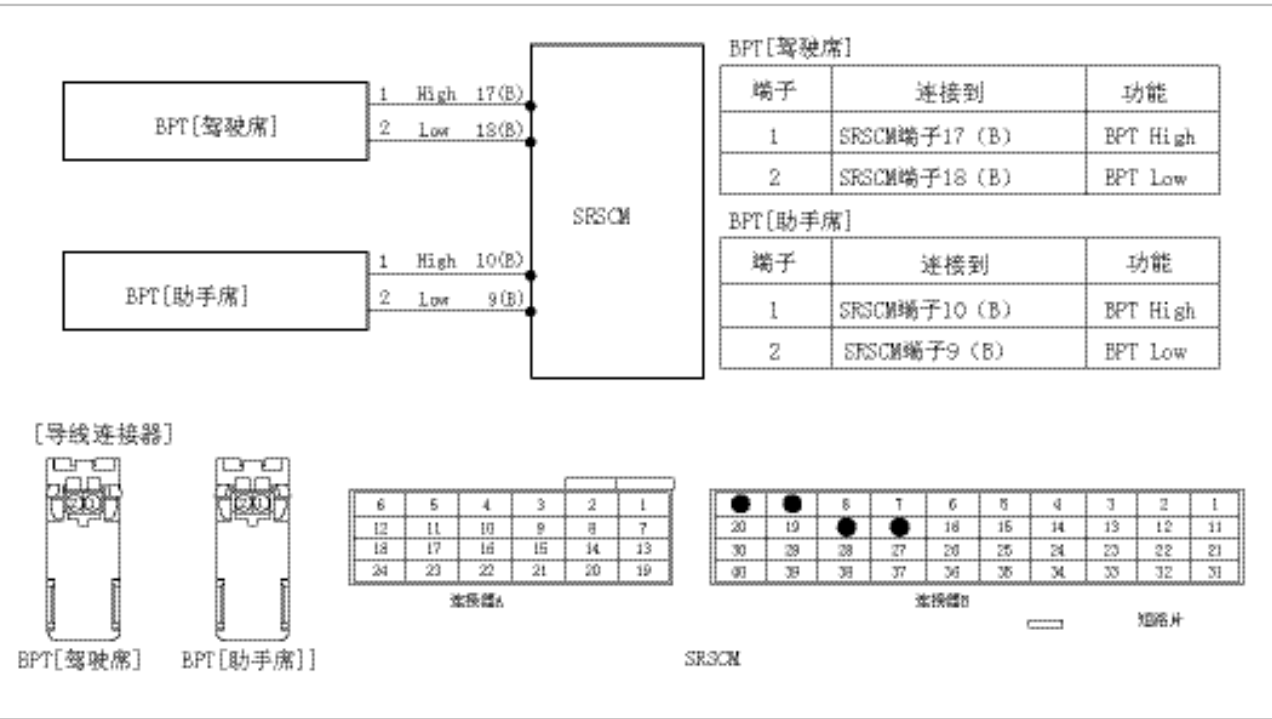 BPT[驾驶席]
1 High 17(B)
2 Low 18(B)
BPT[助手席]
1 High 10(B)
2 Low 9(B)
SRSCM
BPT[驾驶席]
端子 连接到 功能
1 SRSCM端子17（B） BPT High
2 SRSCM端子18（B） BPT Low
BPT[助手席]
端子 连接到 功能
1 SRSCM端子10（B） BPT High
2 SRSCM端子9（B） BPT Low
[导线连接器]
2 1
2 1
BPT[驾驶席]
BPT[助手席]]
6 5 4 3 2 1
12 11 10 9 8 7
18 17 16 15 14 13
24 23 22 21 20 19
连接器A
8 7 6 5 4 3 2 1
20 19 16 15 14 13 12 11
30 29 28 27 26 25 24 23 22 21
40 39 38 37 36 35 34 33 32 31
连接器B
短路片
SRSCM